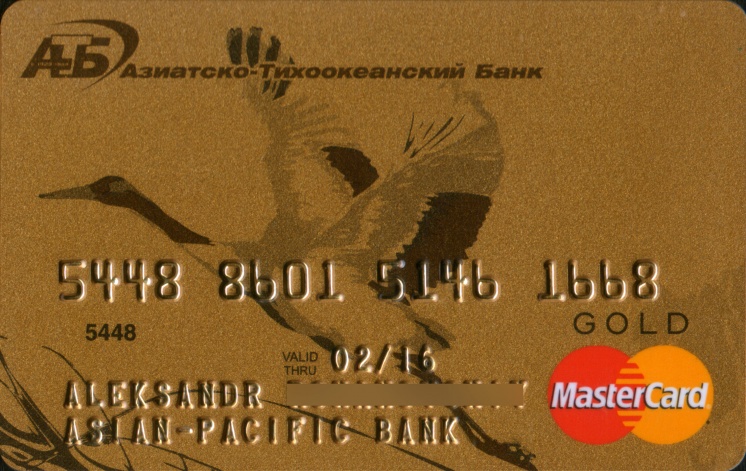 АТБ Азиатско-Тихоокеанский Банк
5448 8601 5146 1668
5448
GOLD
VALID THRU 02/16
ALEKSANDR
MasterCard
ASIAN-PACIFIC BANK